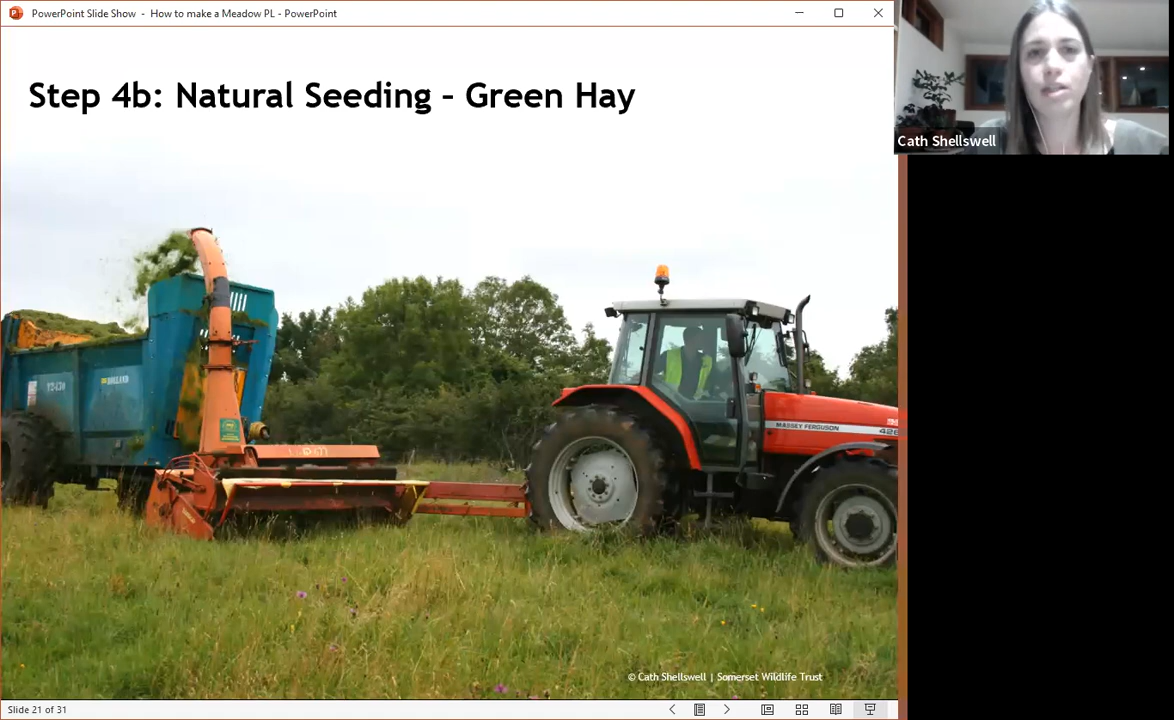 PowerPoint Slide Show - How to make a Meadow PL - PowerPoint
Cath Shellswell
Step 4b: Natural Seeding – Green Hay
MASSEY FERGUSON
© Cath Shellswell | Somerset Wildlife Trust
Slide 21 of 31